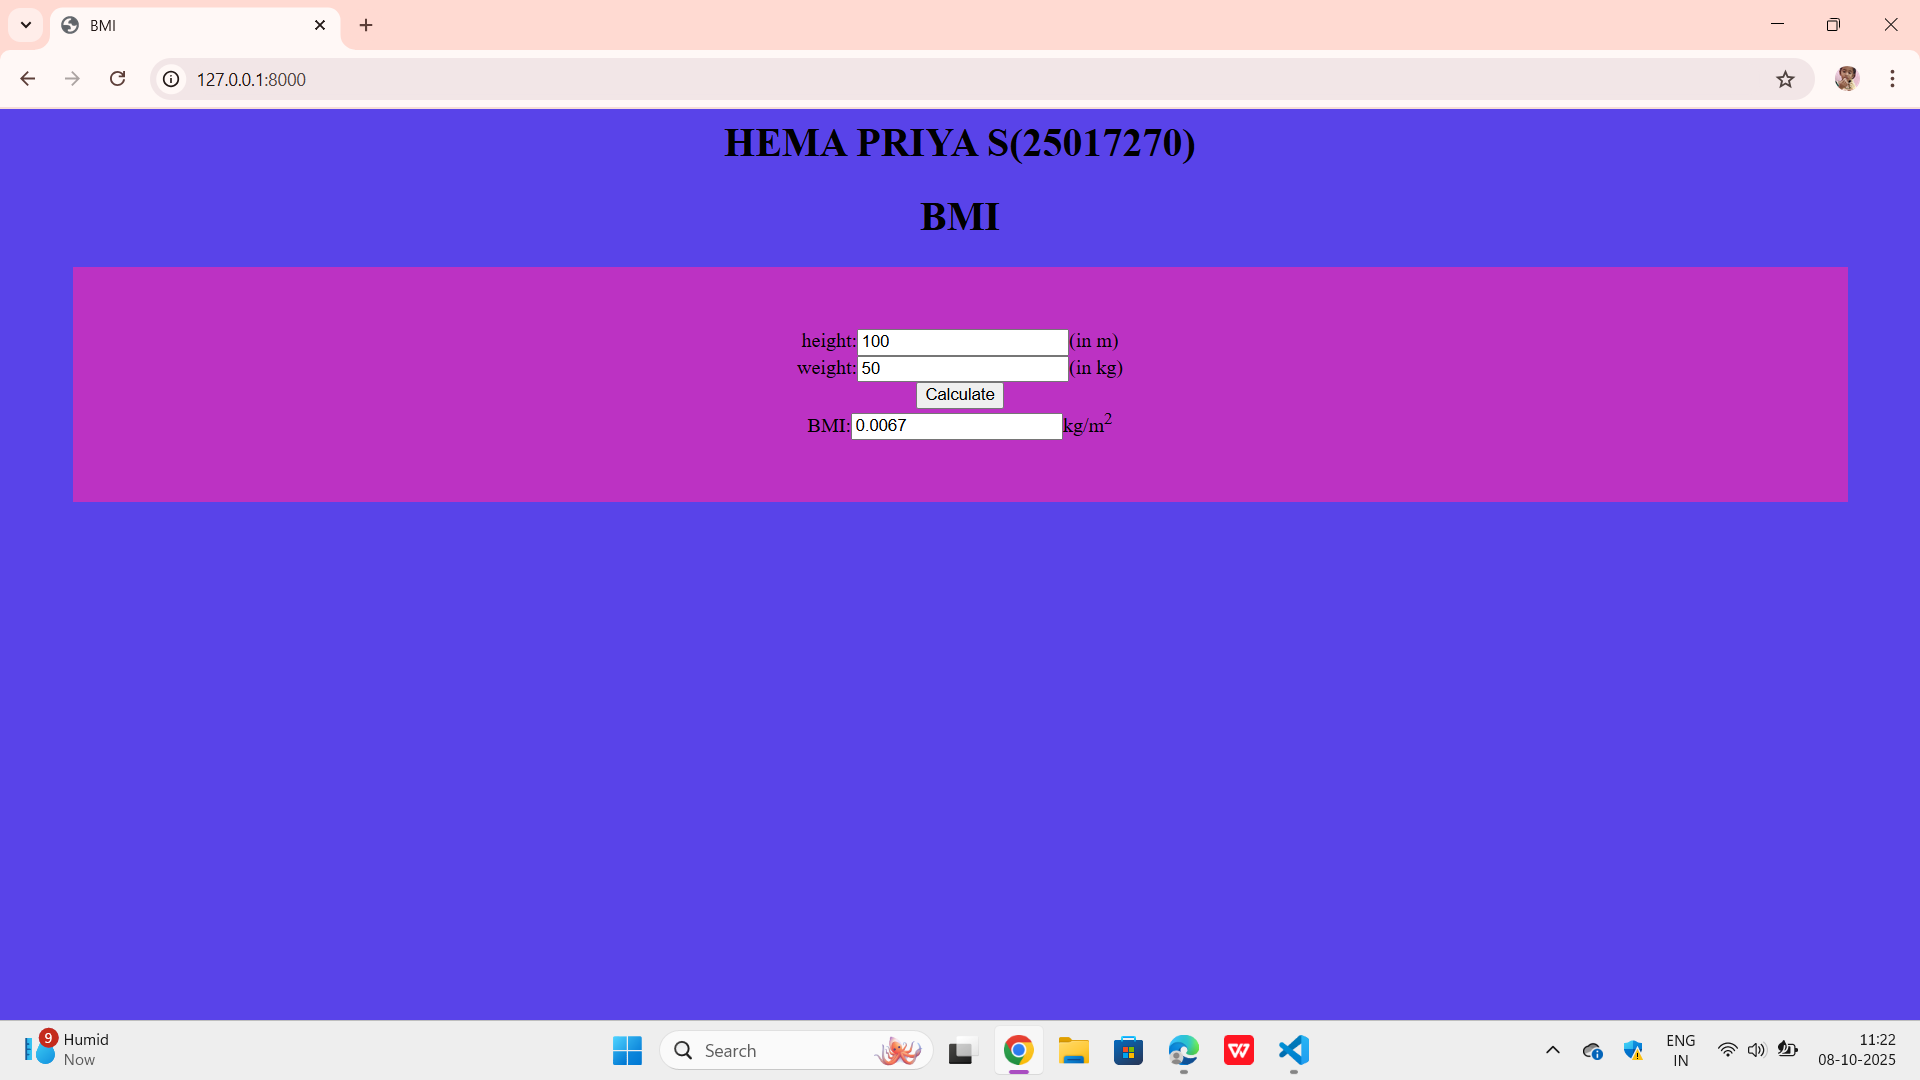 BMI
127.0.0.1:8000
HEMA PRIYA S(25017270)
BMI
height: 100 (in m)
weight: 50 (in kg)
Calculate
BMI: 0.0067 kg/m²
9 Humid
Now
Search
ENG
IN
11:22
08-10-2025